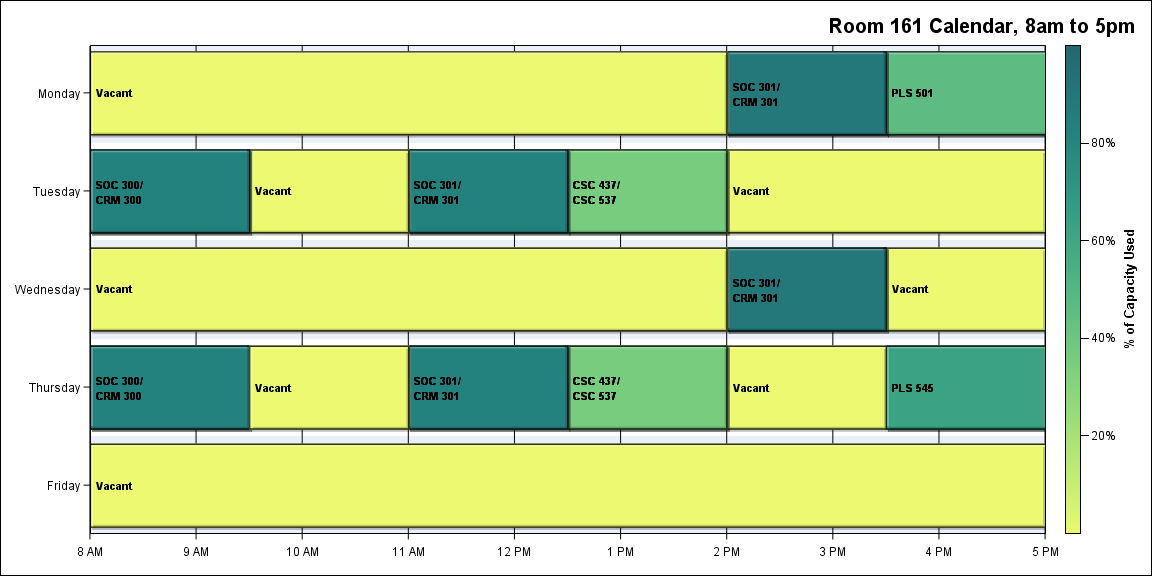 Room 161 Calendar, 8am to 5pm
Monday
Vacant
SOC 301/
CRM 301
PLS 501
Tuesday
SOC 300/
CRM 300
Vacant
SOC 301/
CRM 301
CSC 437/
CSC 537
Vacant
Wednesday
Vacant
SOC 301/
CRM 301
Vacant
Thursday
SOC 300/
CRM 300
Vacant
SOC 301/
CRM 301
CSC 437/
CSC 537
Vacant
PLS 545
Friday
Vacant
8 AM
9 AM
10 AM
11 AM
12 PM
1 PM
2 PM
3 PM
4 PM
5 PM
80%
60%
40%
20%
% of Capacity Used